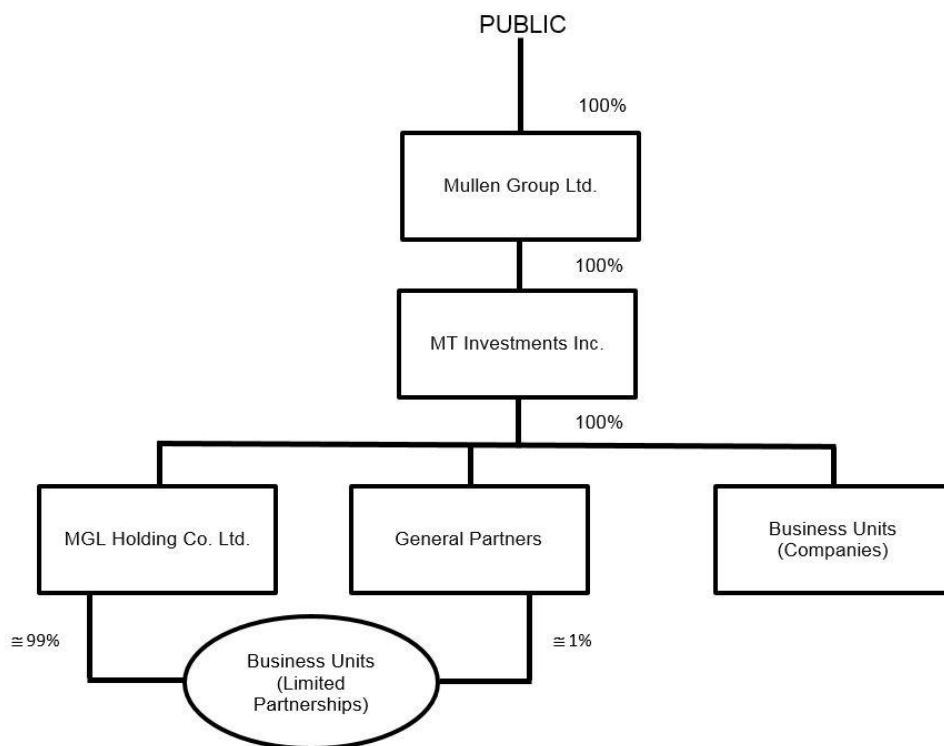 PUBLIC
100%
Mullen Group Ltd.
100%
MT Investments Inc.
100%
MGL Holding Co. Ltd.
General Partners
Business Units
(Companies)
≅99%
≅1%
Business Units
(Limited
Partnerships)